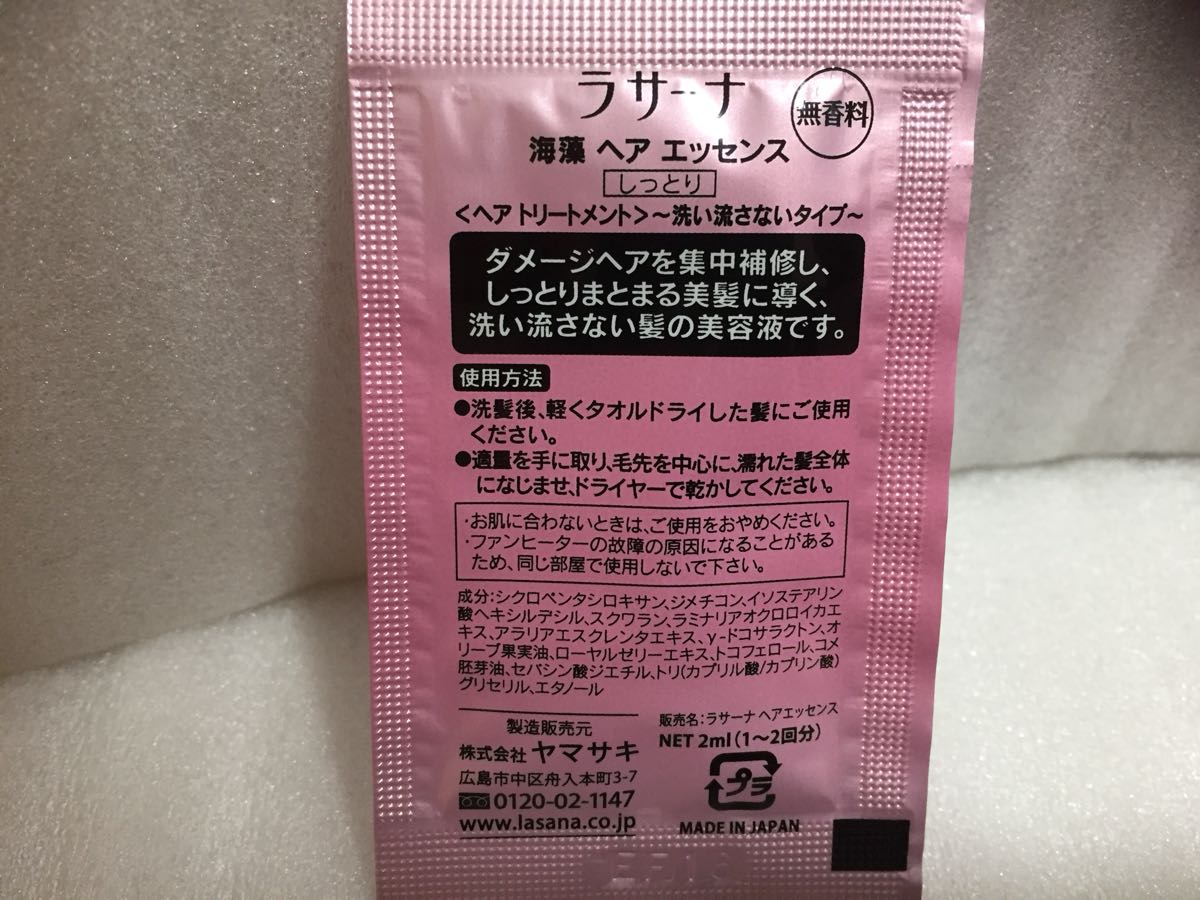 ラサーナ
無香料
海藻 ヘア エッセンス
しっとり
<ヘア トリートメント>～洗い流さないタイプ～
ダメージヘアを集中補修し、
しっとりまとまる美髪に導く、
洗い流さない髪の美容液です。
使用方法
●洗髪後、軽くタオルドライした髪にご使用
ください。
●適量を手に取り、毛先を中心に、濡れた髪全体
になじませ、ドライヤーで乾かしてください。
・お肌に合わないときは、ご使用をおやめください。
・ファンヒーターの故障の原因になることがある
ため、同じ部屋で使用しないで下さい。
成分：シクロペンタシロキサン、ジメチコン、イソステアリン
酸ヘキシルデシル、スクワラン、ラミナリアオクロロイカエ
キス、アラリアエスクレンタエキス、γ-ドコサラクトン、オ
リーブ果実油、ローヤルゼリーエキス、トコフェロール、コメ
胚芽油、セバシン酸ジエチル、トリ(カプリル酸/カプリン酸)
グリセリル、エタノール
製造販売元
株式会社 ヤマサキ
広島市中区舟入本町3-7
0120-02-1147
www.lasana.co.jp
販売名：ラサーナ ヘアエッセンス
NET 2ml（1～2回分）
プラ
MADE IN JAPAN